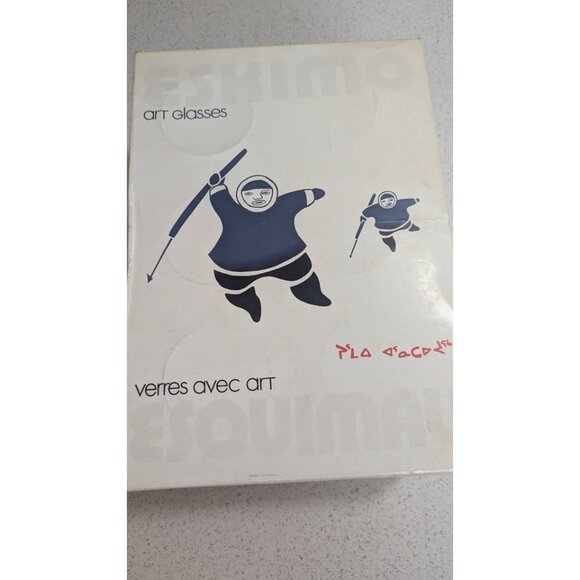 ESKIMO
art glasses
verres avec art
ESQUIMAU